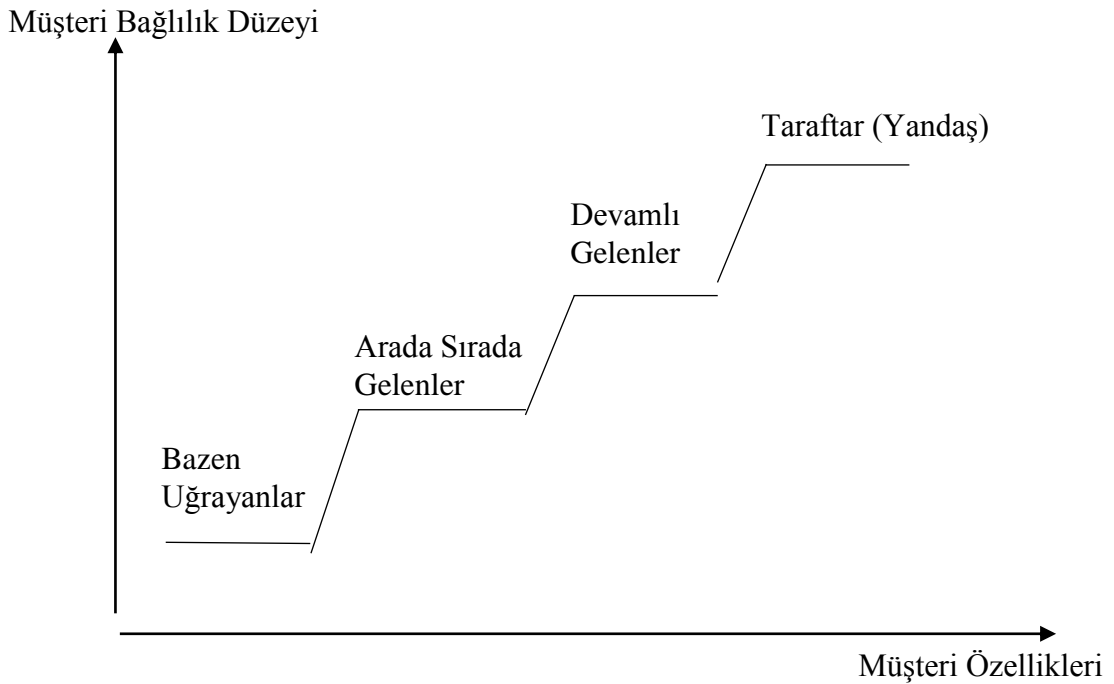 Müşteri Bağlılık Düzeyi
Taraftar (Yandaş)
Devamlı
Gelenler
Arada Sırada
Gelenler
Bazen
Uğrayanlar
Müşteri Özellikleri